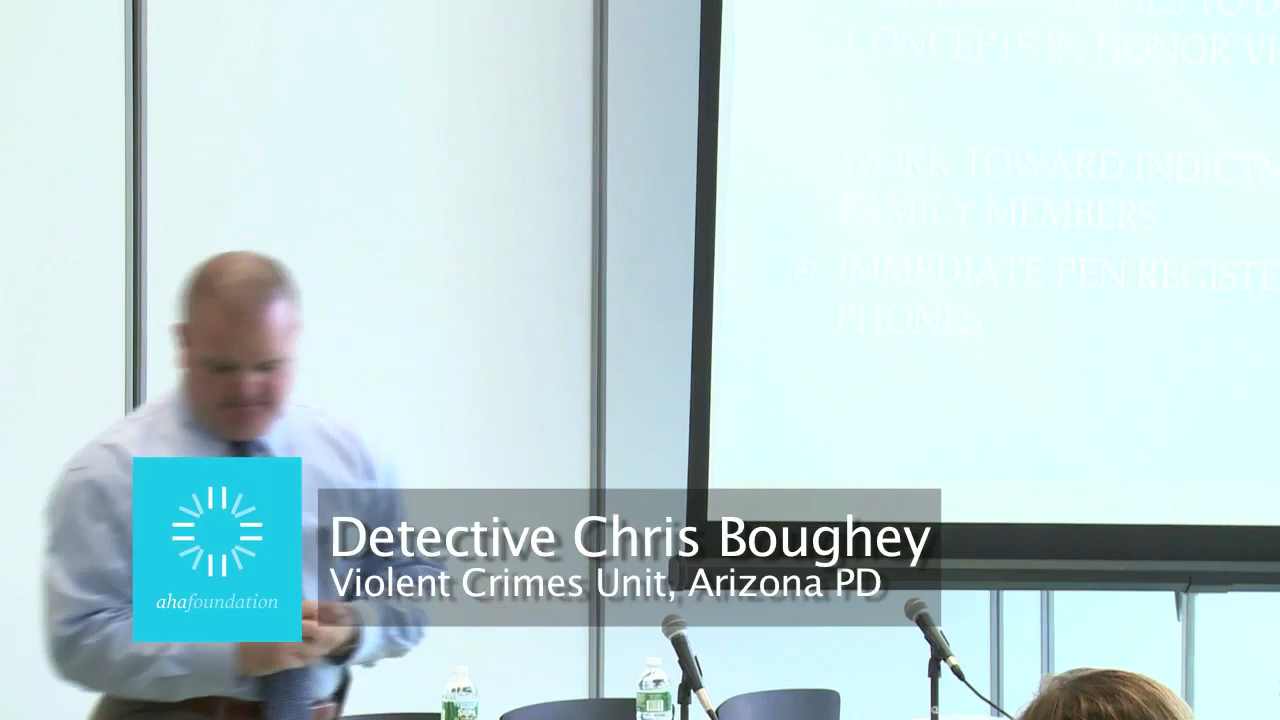 CONCEPTS IN HONOR
WORK TOWARD
FAMILY MEMBERS
IMMEDIATE PEN
PHONES
Detective Chris Boughey
Violent Crimes Unit, Arizona PD
ahafoundation